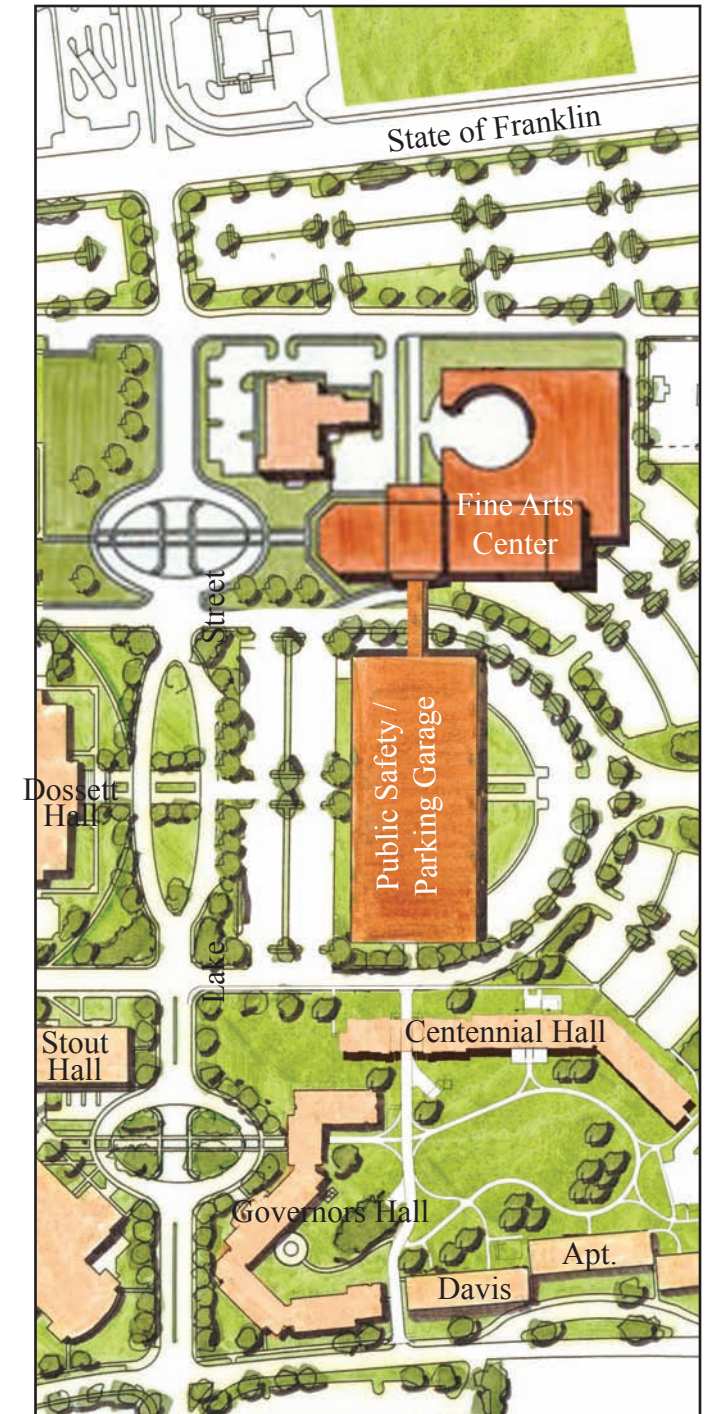 State of Franklin
Fine Arts
Center
Street
Public Safety /
Parking Garage
Dossett
Hall
Lake
Centennial Hall
Stout
Hall
Governors Hall
Apt.
Davis